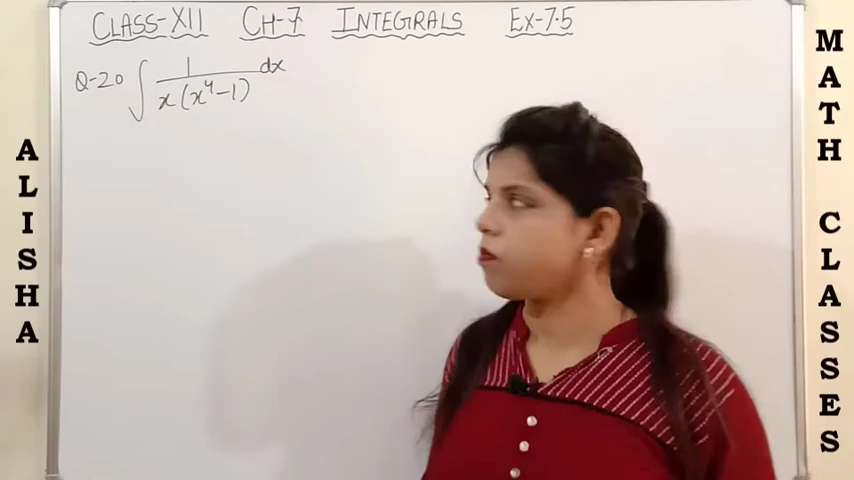 CLASS-XII CH-7 INTEGRALS EX-7.5
Q-20 ∫ 1/(x(x⁴-1)) dx
ALISHA
MATH CLASSES